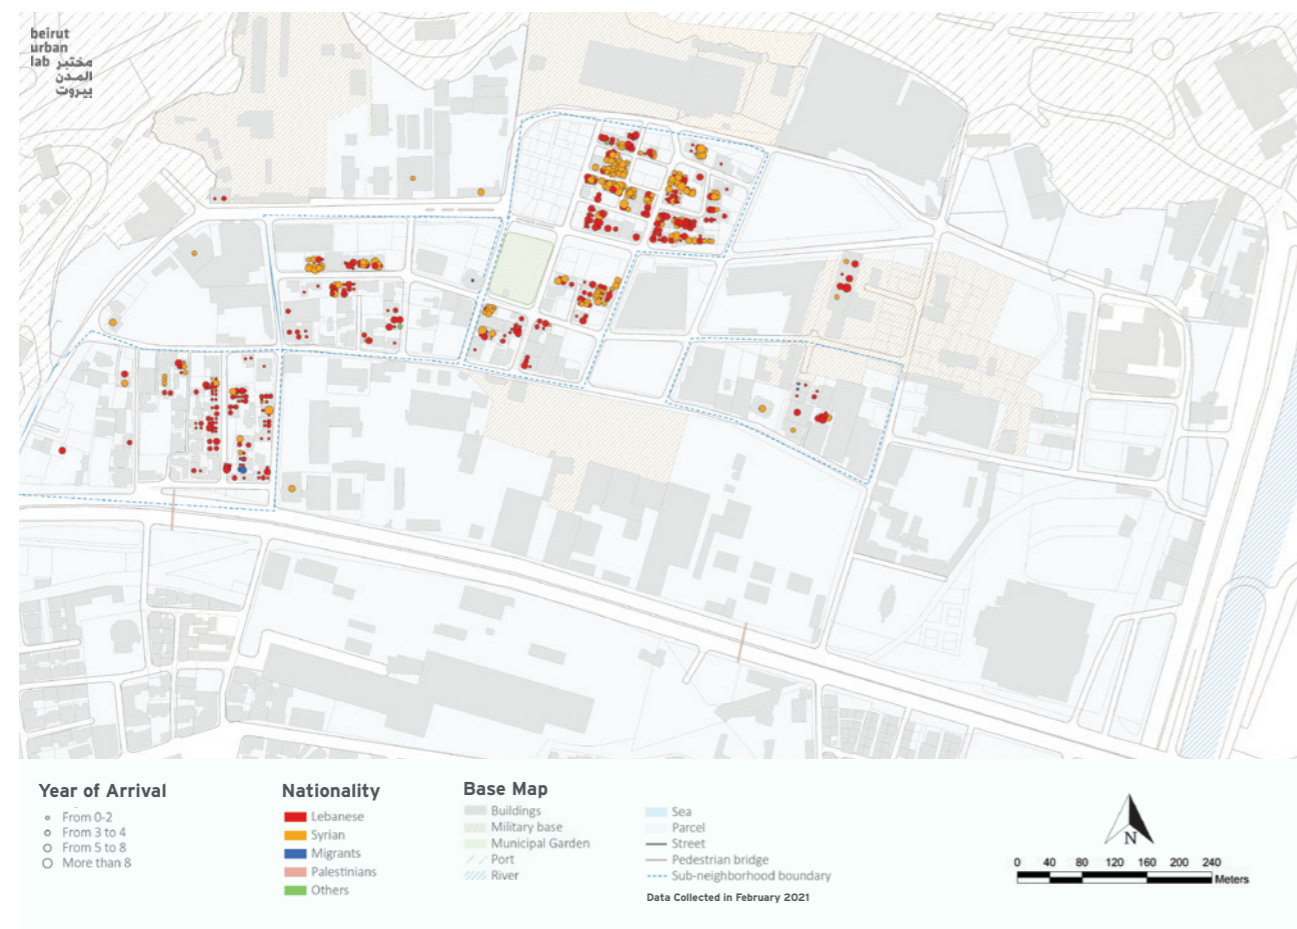 beirut
urban
lab مختبر
المدن
بيروت
Year of Arrival
From 0-2
From 3 to 4
From 5 to 8
More than 8
Nationality
Lebanese
Syrian
Migrants
Palestinians
Others
Base Map
Buildings
Military base
Municipal Garden
Port
River
Sea
Parcel
Street
Pedestrian bridge
Sub-neighborhood boundary
Data Collected in February 2021
N
0 40 80 120 160 200 240
Meters